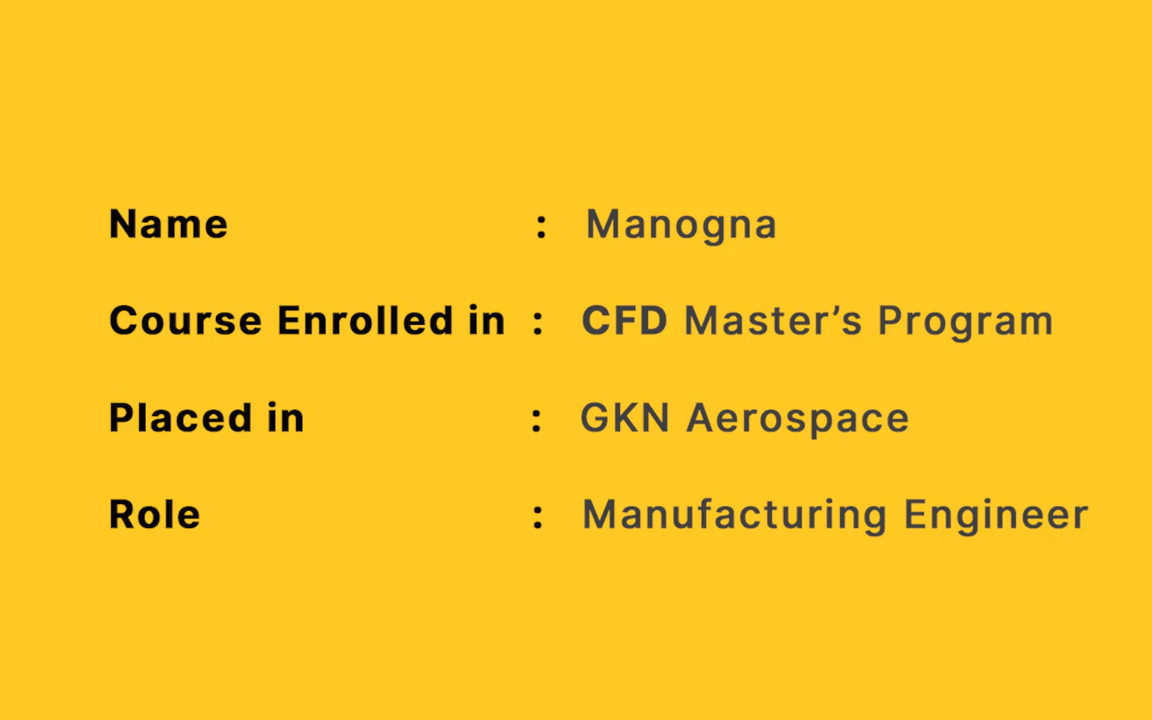 Name : Manogna
Course Enrolled in : CFD Master’s Program
Placed in : GKN Aerospace
Role : Manufacturing Engineer